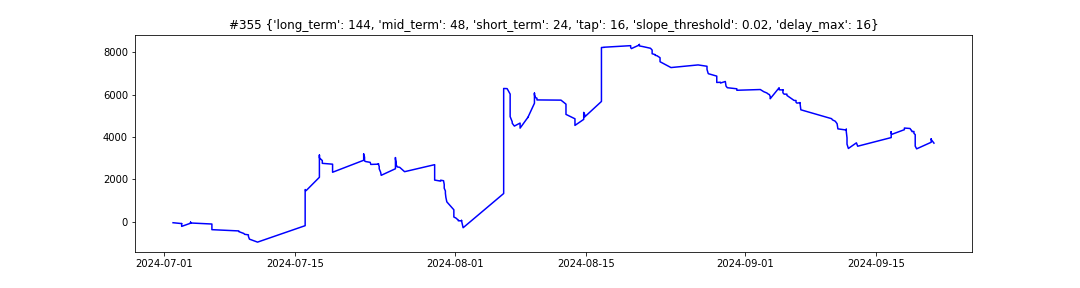 #355 {'long_term': 144, 'mid_term': 48, 'short_term': 24, 'tap': 16, 'slope_threshold': 0.02, 'delay_max': 16}
8000
6000
4000
2000
0
2024-07-01 2024-07-15 2024-08-01 2024-08-15 2024-09-01 2024-09-15